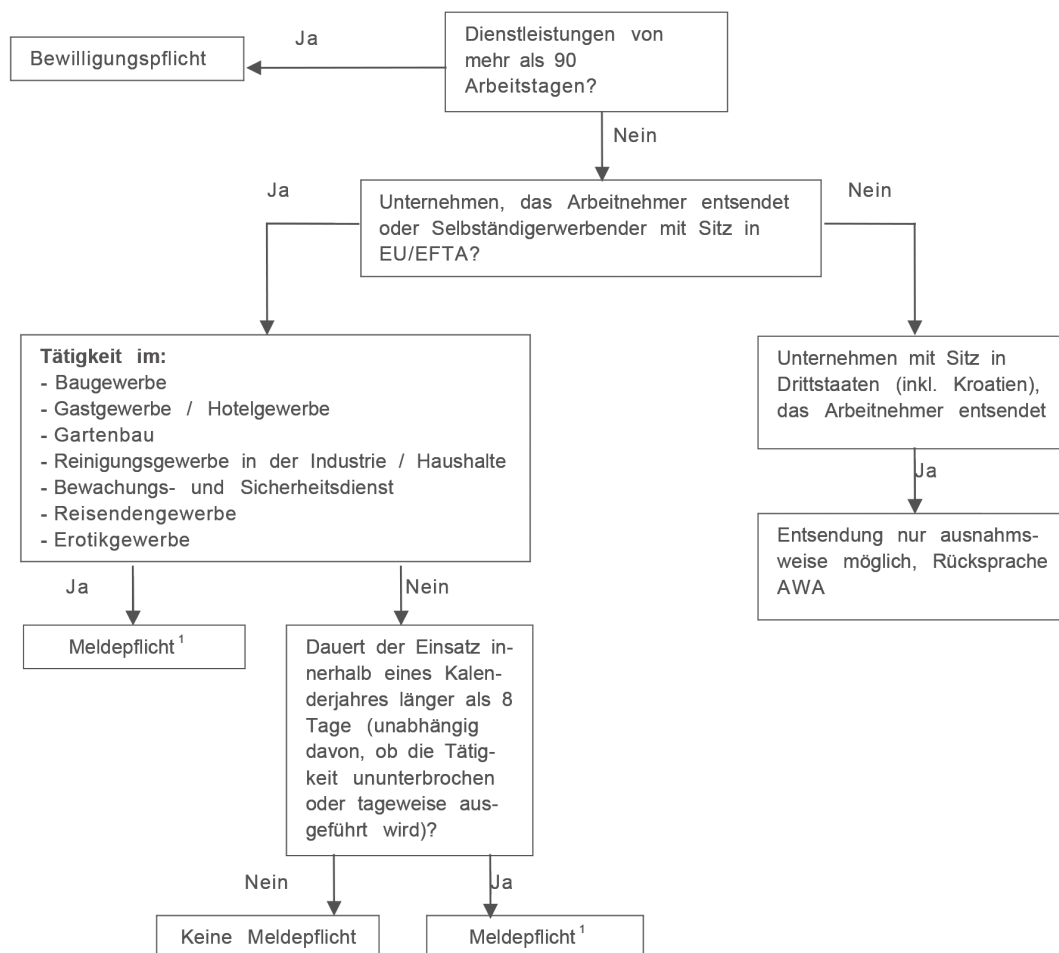 Ja
Dienstleistungen von
mehr als 90
Arbeitstagen?
Bewilligungspflicht
Nein
Ja
Unternehmen, das Arbeitnehmer entsendet
oder Selbständigerwerbender mit Sitz in
EU/EFTA?
Nein
Tätigkeit im:
- Baugewerbe
- Gastgewerbe / Hotelgewerbe
- Gartenbau
- Reinigungsgewerbe in der Industrie / Haushalte
- Bewachungs- und Sicherheitsdienst
- Reisendengewerbe
- Erotikgewerbe
Unternehmen mit Sitz in
Drittstaaten (inkl. Kroatien),
das Arbeitnehmer entsendet
Ja
Entsendung nur ausnahms-
weise möglich, Rücksprache
AWA
Ja
Nein
Meldepflicht ¹
Dauert der Einsatz in-
nerhalb eines Kalen-
derjahres länger als 8
Tage (unabhängig
davon, ob die Tätig-
keit ununterbrochen
oder tageweise aus-
geführt wird)?
Nein
Ja
Keine Meldepflicht
Meldepflicht ¹